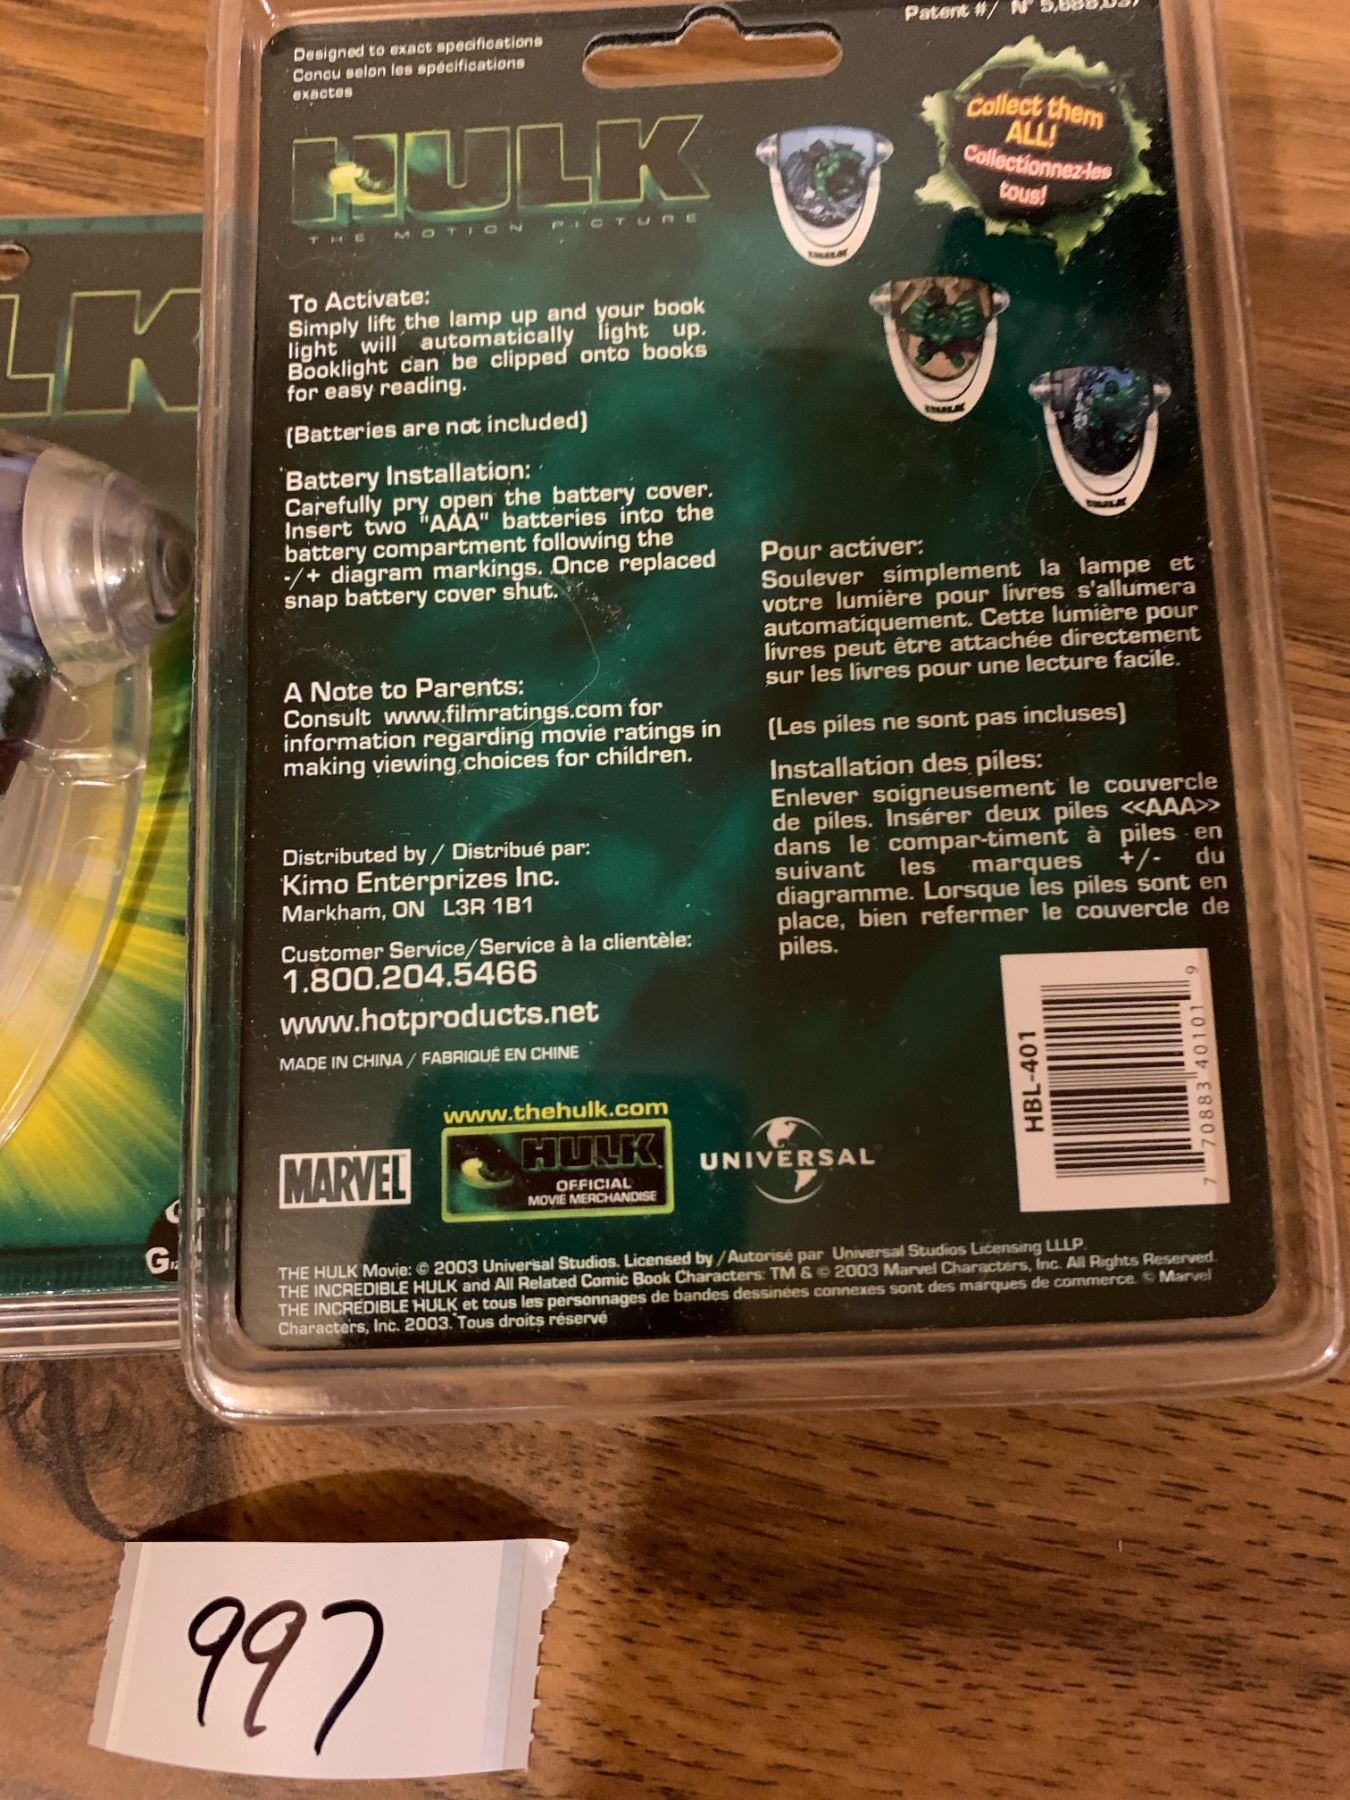 Designed to exact specifications
Concu selon les spécifications
exactes
Patent #/ N°
HULK
THE MOTION PICTURE
Collect them
ALL!
Collectionnez-les
tous!
HULK
HULK
HULK
LK
To Activate:
Simply lift the lamp up and your book
light will automatically light up.
Booklight can be clipped onto books
for easy reading.
(Batteries are not included)
Battery Installation:
Carefully pry open the battery cover.
Insert two "AAA" batteries into the
battery compartment following the
-/+ diagram markings. Once replaced
snap battery cover shut.
A Note to Parents:
Consult www.filmratings.com for
information regarding movie ratings in
making viewing choices for children.
Distributed by / Distribué par:
Kimo Enterprizes Inc.
Markham, ON L3R 1B1
Customer Service/Service à la clientèle:
1.800.204.5466
www.hotproducts.net
MADE IN CHINA / FABRIQUÉ EN CHINE
Pour activer:
Soulever simplement la lampe et
votre lumière pour livres s'allumera
automatiquement. Cette lumière pour
livres peut être attachée directement
sur les livres pour une lecture facile.
(Les piles ne sont pas incluses)
Installation des piles:
Enlever soigneusement le couvercle
de piles. Insérer deux piles <<AAA>>
dans le compar-timent à piles en
suivant les marques +/- du
diagramme. Lorsque les piles sont en
place, bien refermer le couvercle de
piles.
HBL-401
7 70883 40101 9
www.thehulk.com
MARVEL
HULK
OFFICIAL
MOVIE MERCHANDISE
UNIVERSAL
THE HULK Movie: © 2003 Universal Studios. Licensed by / Autorisé par Universal Studios Licensing LLLP.
THE INCREDIBLE HULK and All Related Comic Book Characters: TM & © 2003 Marvel Characters, Inc. All Rights Reserved.
THE INCREDIBLE HULK et tous les personnages de bandes dessinées connexes sont des marques de commerce. © Marvel
Characters, Inc. 2003. Tous droits réservé
997